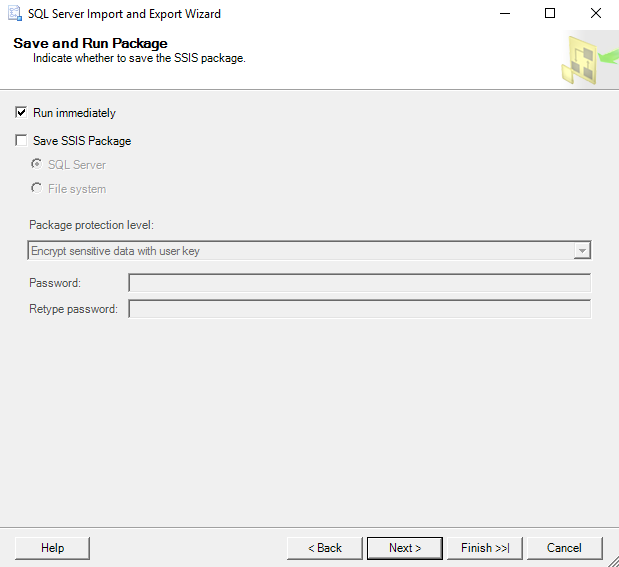 SQL Server Import and Export Wizard
Save and Run Package
Indicate whether to save the SSIS package.
Run immediately
Save SSIS Package
SQL Server
File system
Package protection level:
Encrypt sensitive data with user key
Password:
Retype password:
Help
< Back
Next >
Finish >>|
Cancel